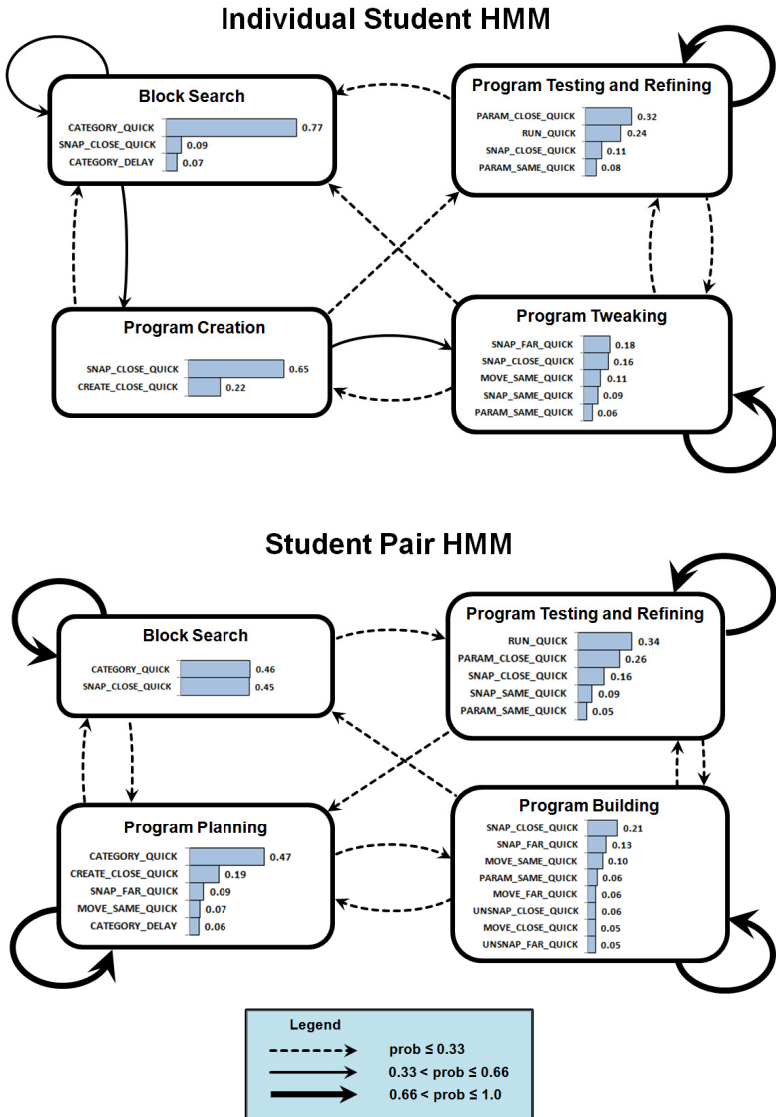 Individual Student HMM
Block Search
CATEGORY_QUICK 0.77
SNAP_CLOSE_QUICK 0.09
CATEGORY_DELAY 0.07
Program Testing and Refining
PARAM_CLOSE_QUICK 0.32
RUN_QUICK 0.24
SNAP_CLOSE_QUICK 0.11
PARAM_SAME_QUICK 0.08
Program Creation
SNAP_CLOSE_QUICK 0.65
CREATE_CLOSE_QUICK 0.22
Program Tweaking
SNAP_FAR_QUICK 0.18
SNAP_CLOSE_QUICK 0.16
MOVE_SAME_QUICK 0.11
SNAP_SAME_QUICK 0.09
PARAM_SAME_QUICK 0.06
Student Pair HMM
Block Search
CATEGORY_QUICK 0.46
SNAP_CLOSE_QUICK 0.45
Program Testing and Refining
RUN_QUICK 0.34
PARAM_CLOSE_QUICK 0.26
SNAP_CLOSE_QUICK 0.16
SNAP_SAME_QUICK 0.09
PARAM_SAME_QUICK 0.05
Program Planning
CATEGORY_QUICK 0.47
CREATE_CLOSE_QUICK 0.19
SNAP_FAR_QUICK 0.09
MOVE_SAME_QUICK 0.07
CATEGORY_DELAY 0.06
Program Building
SNAP_CLOSE_QUICK 0.21
SNAP_FAR_QUICK 0.13
MOVE_SAME_QUICK 0.10
PARAM_SAME_QUICK 0.06
MOVE_FAR_QUICK 0.06
UNSNAP_CLOSE_QUICK 0.06
MOVE_CLOSE_QUICK 0.05
UNSNAP_FAR_QUICK 0.05
Legend
prob ≤ 0.33
0.33 < prob ≤ 0.66
0.66 < prob ≤ 1.0